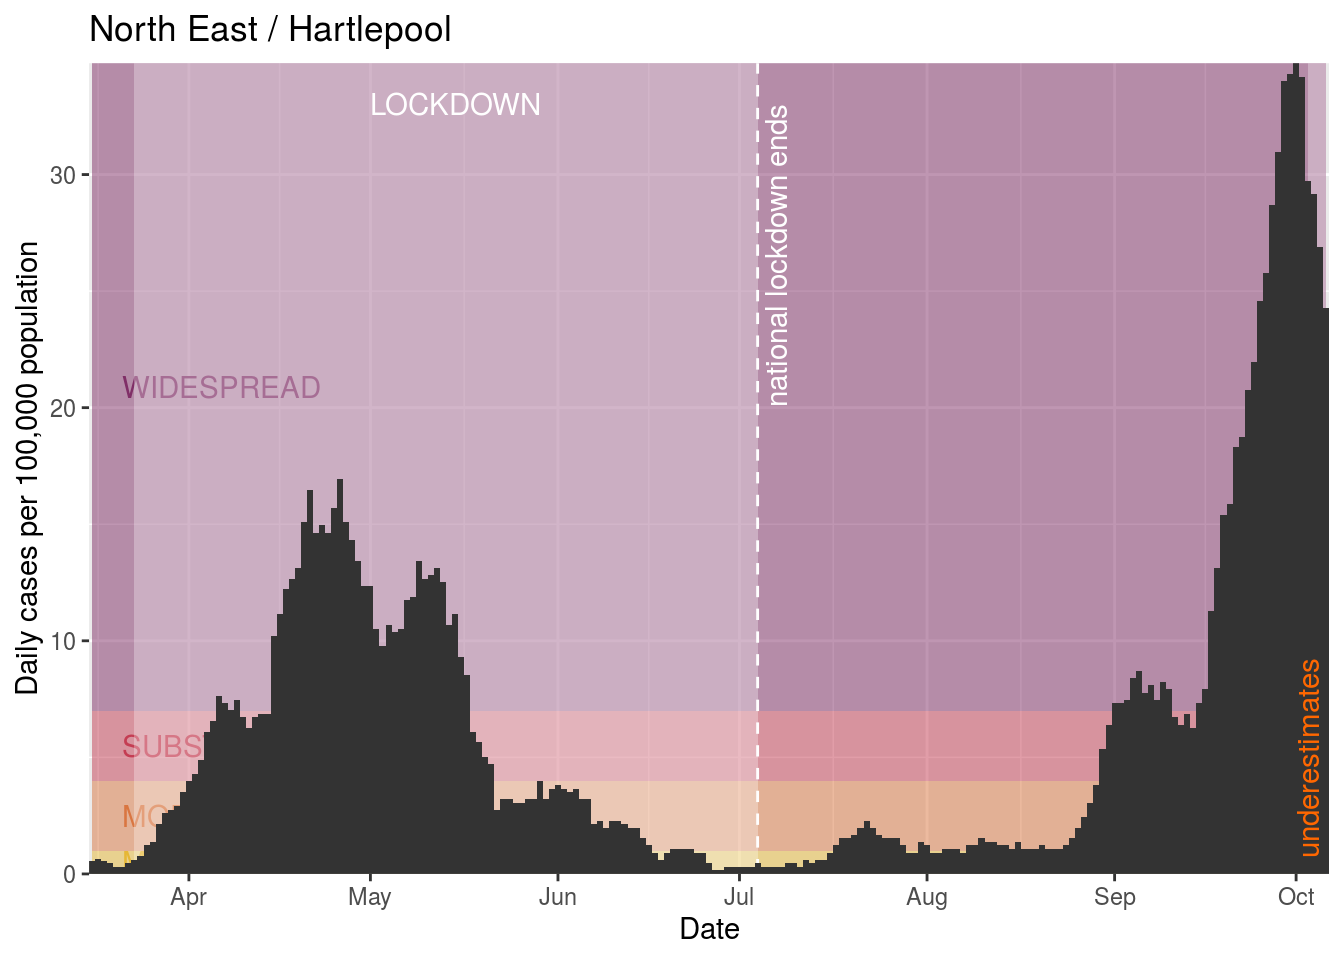 North East / Hartlepool
Daily cases per 100,000 population
30
20
10
0
LOCKDOWN
WIDESPREAD
national lockdown ends
underestimates
Apr
May
Jun
Jul
Aug
Sep
Oct
Date